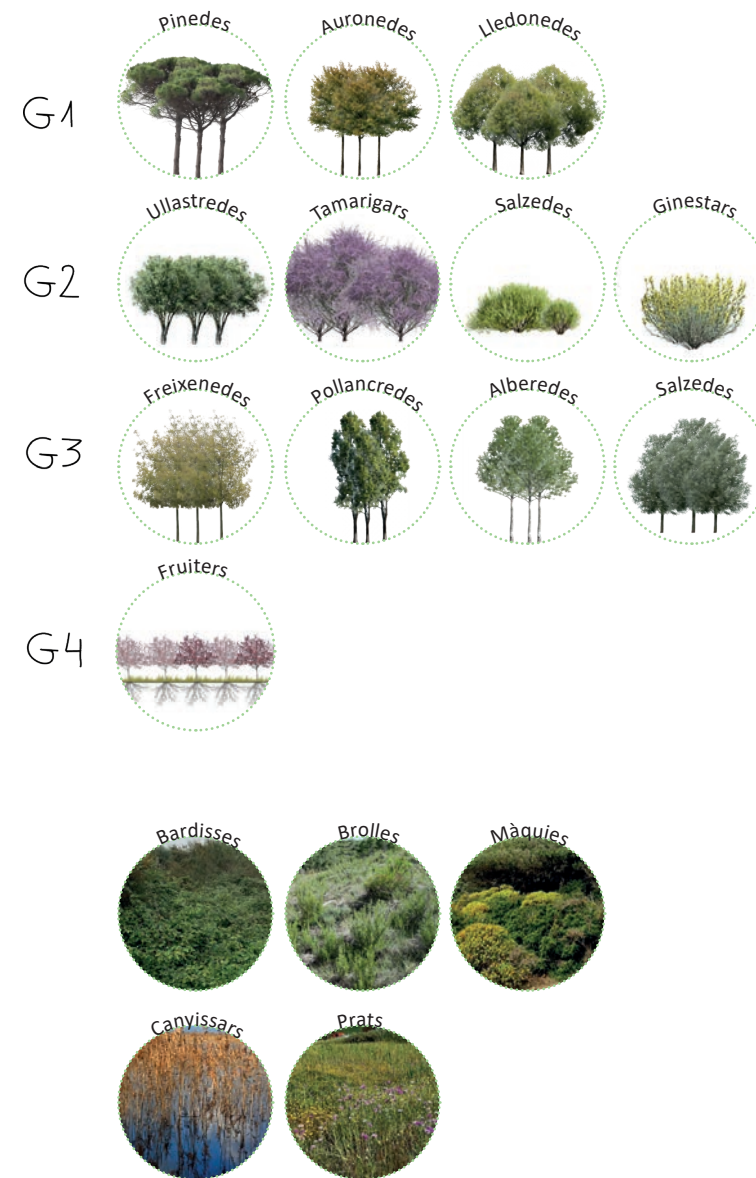 Pinedes Auronedes Lledonedes
G1
Ullastredes Tamarigars Salzedes Ginestars
G2
Freixenedes Pollancredes Alberedes Salzedes
G3
Fruiters
G4
Bardisses Brolles Màquies
Canyissars Prats